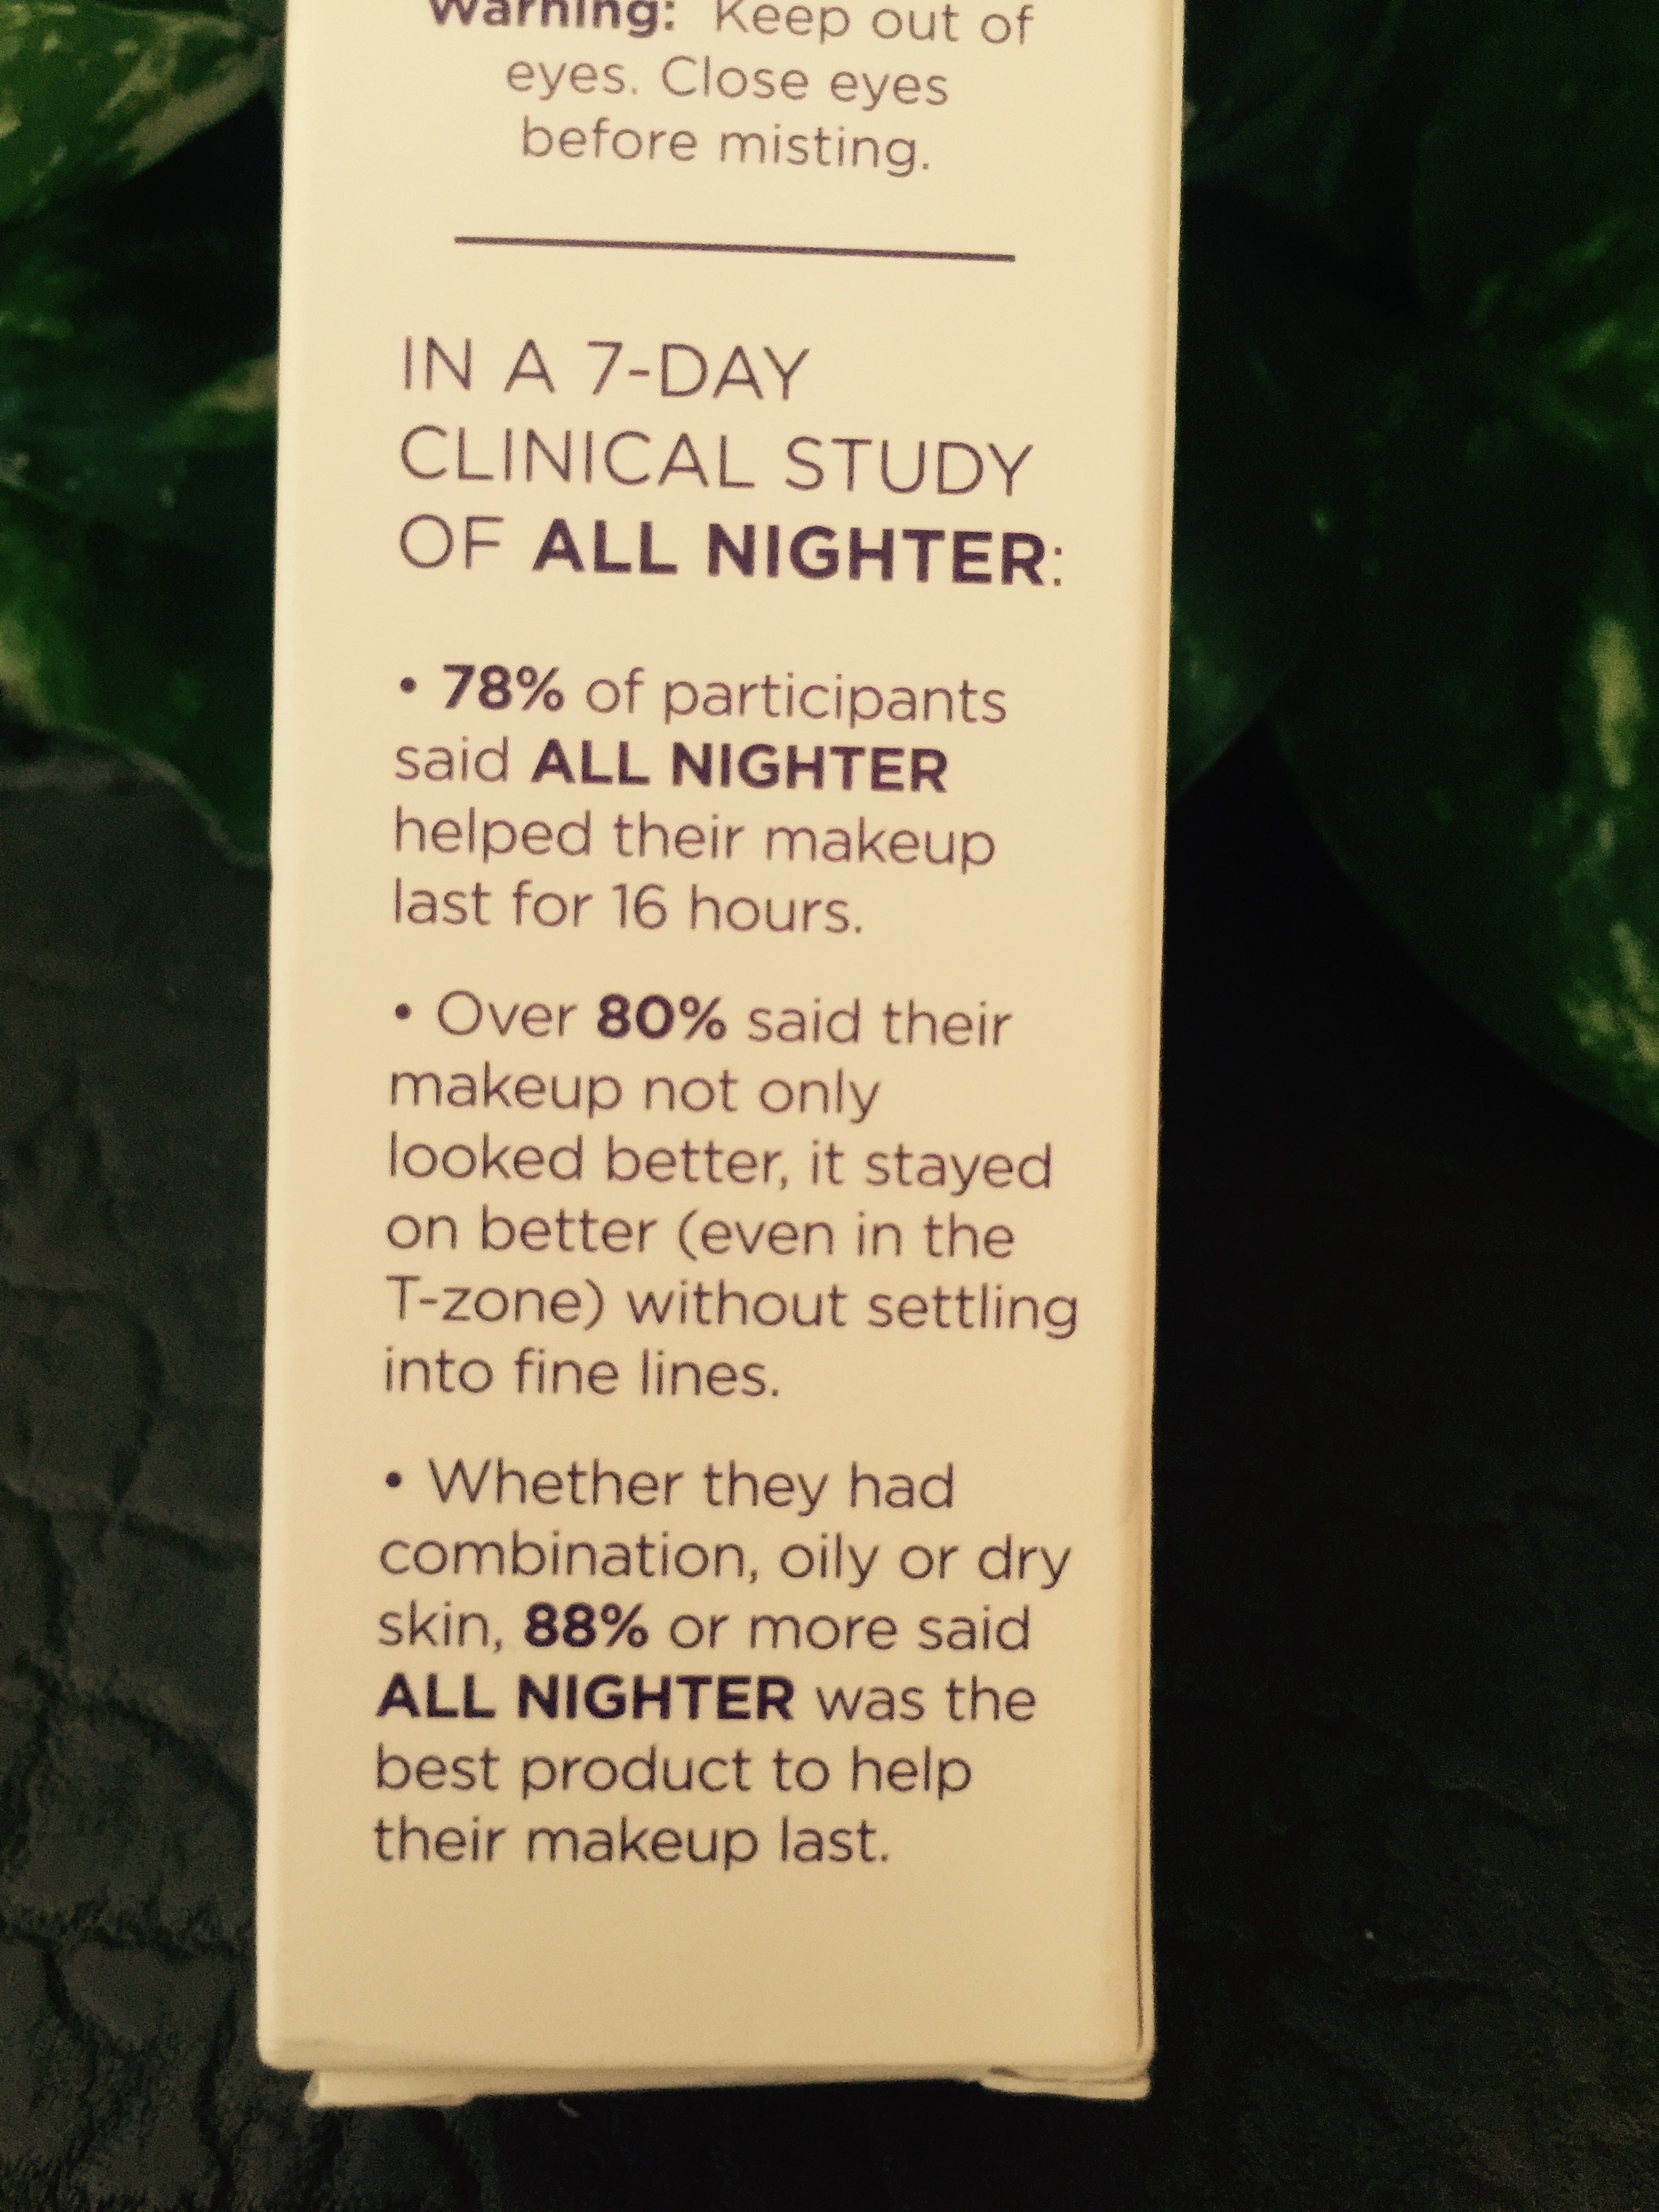 Warning: Keep out of
eyes. Close eyes
before misting.
IN A 7-DAY
CLINICAL STUDY
OF ALL NIGHTER:
• 78% of participants
said ALL NIGHTER
helped their makeup
last for 16 hours.
• Over 80% said their
makeup not only
looked better, it stayed
on better (even in the
T-zone) without settling
into fine lines.
• Whether they had
combination, oily or dry
skin, 88% or more said
ALL NIGHTER was the
best product to help
their makeup last.